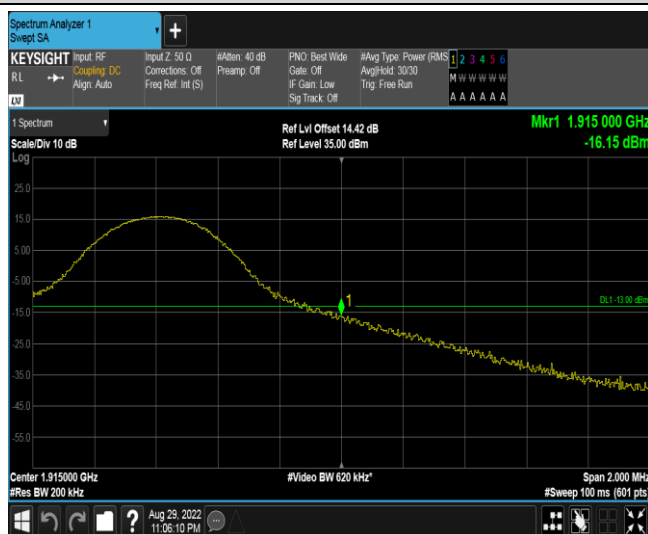 Spectrum Analyzer 1
Swept SA
KEYSIGHT
RL
Input: RF
Coupling: DC
Align: Auto
Input Z: 50 Ω
Corrections: Off
Freq Ref: Int (S)
#Atten: 40 dB
Preamp: Off
PNO: Best Wide
Gate: Off
IF Gain: Low
Sig Track: Off
#Avg Type: Power (RMS
Avg|Hold: 30/30
Trig: Free Run
1 2 3 4 5 6
M W W W W W
A A A A A A
LXI
1 Spectrum
Scale/Div 10 dB
Log
Ref Lvl Offset 14.42 dB
Ref Level 35.00 dBm
Mkr1 1.915 000 GHz
-16.15 dBm
25.0
15.0
5.00
-5.00
-15.0
-25.0
-35.0
-45.0
-55.0
1
DL1 -13.00 dBm
Center 1.915000 GHz
#Res BW 200 kHz
#Video BW 620 kHz*
Span 2.000 MHz
#Sweep 100 ms (601 pts)
?
Aug 29, 2022
11:06:10 PM